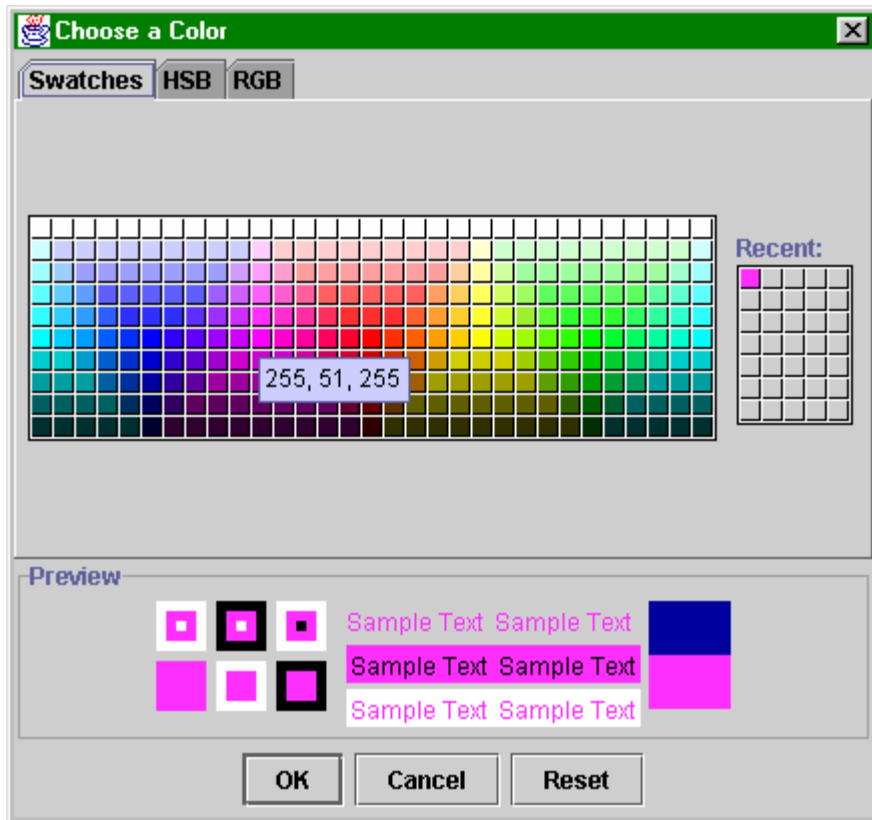 Choose a Color
Swatches HSB RGB
Recent:
255, 51, 255
Preview
Sample Text Sample Text
Sample Text Sample Text
Sample Text Sample Text
OK Cancel Reset